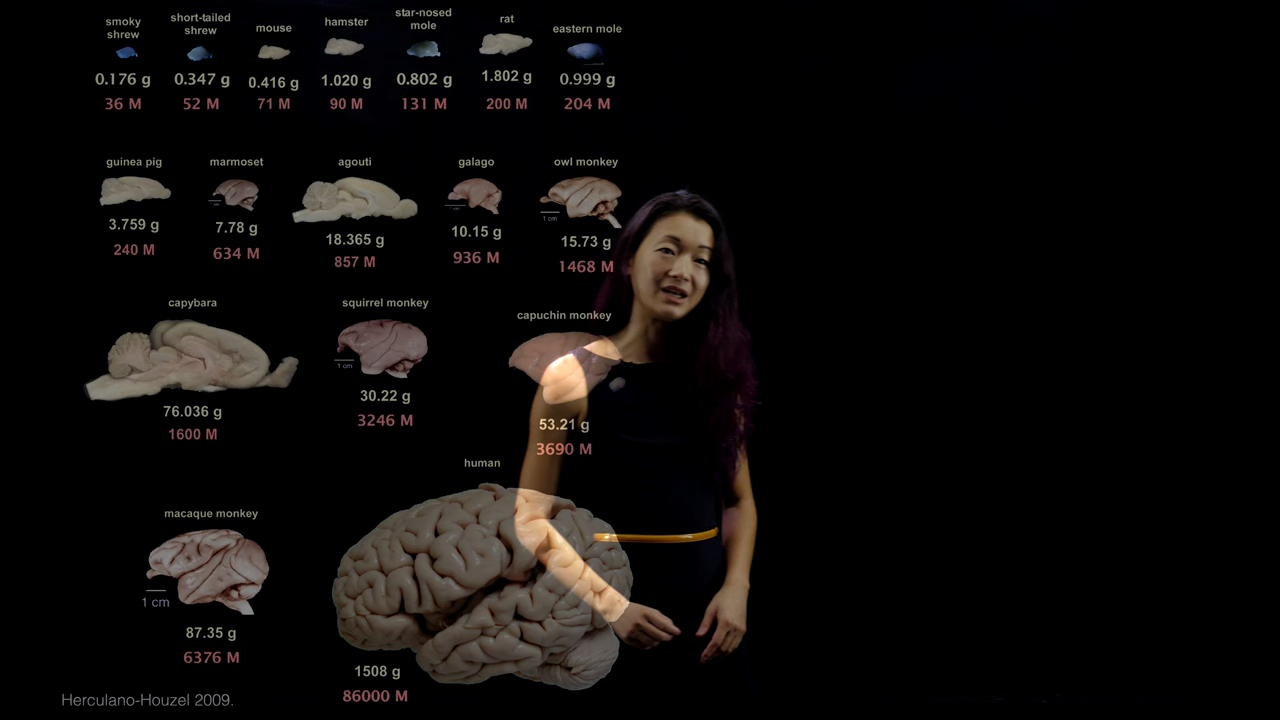 smoky
shrew
0.176 g
36 M
short-tailed
shrew
0.347 g
52 M
mouse
0.416 g
71 M
hamster
1.020 g
90 M
star-nosed
mole
0.802 g
131 M
rat
1.802 g
200 M
eastern mole
0.999 g
204 M
guinea pig
3.759 g
240 M
marmoset
7.78 g
634 M
agouti
18.365 g
857 M
galago
10.15 g
936 M
owl monkey
1 cm
15.73 g
1468 M
capybara
76.036 g
1600 M
squirrel monkey
1 cm
30.22 g
3246 M
capuchin monkey
53.21 g
3690 M
macaque monkey
1 cm
87.35 g
6376 M
human
1508 g
86000 M
Herculano-Houzel 2009.